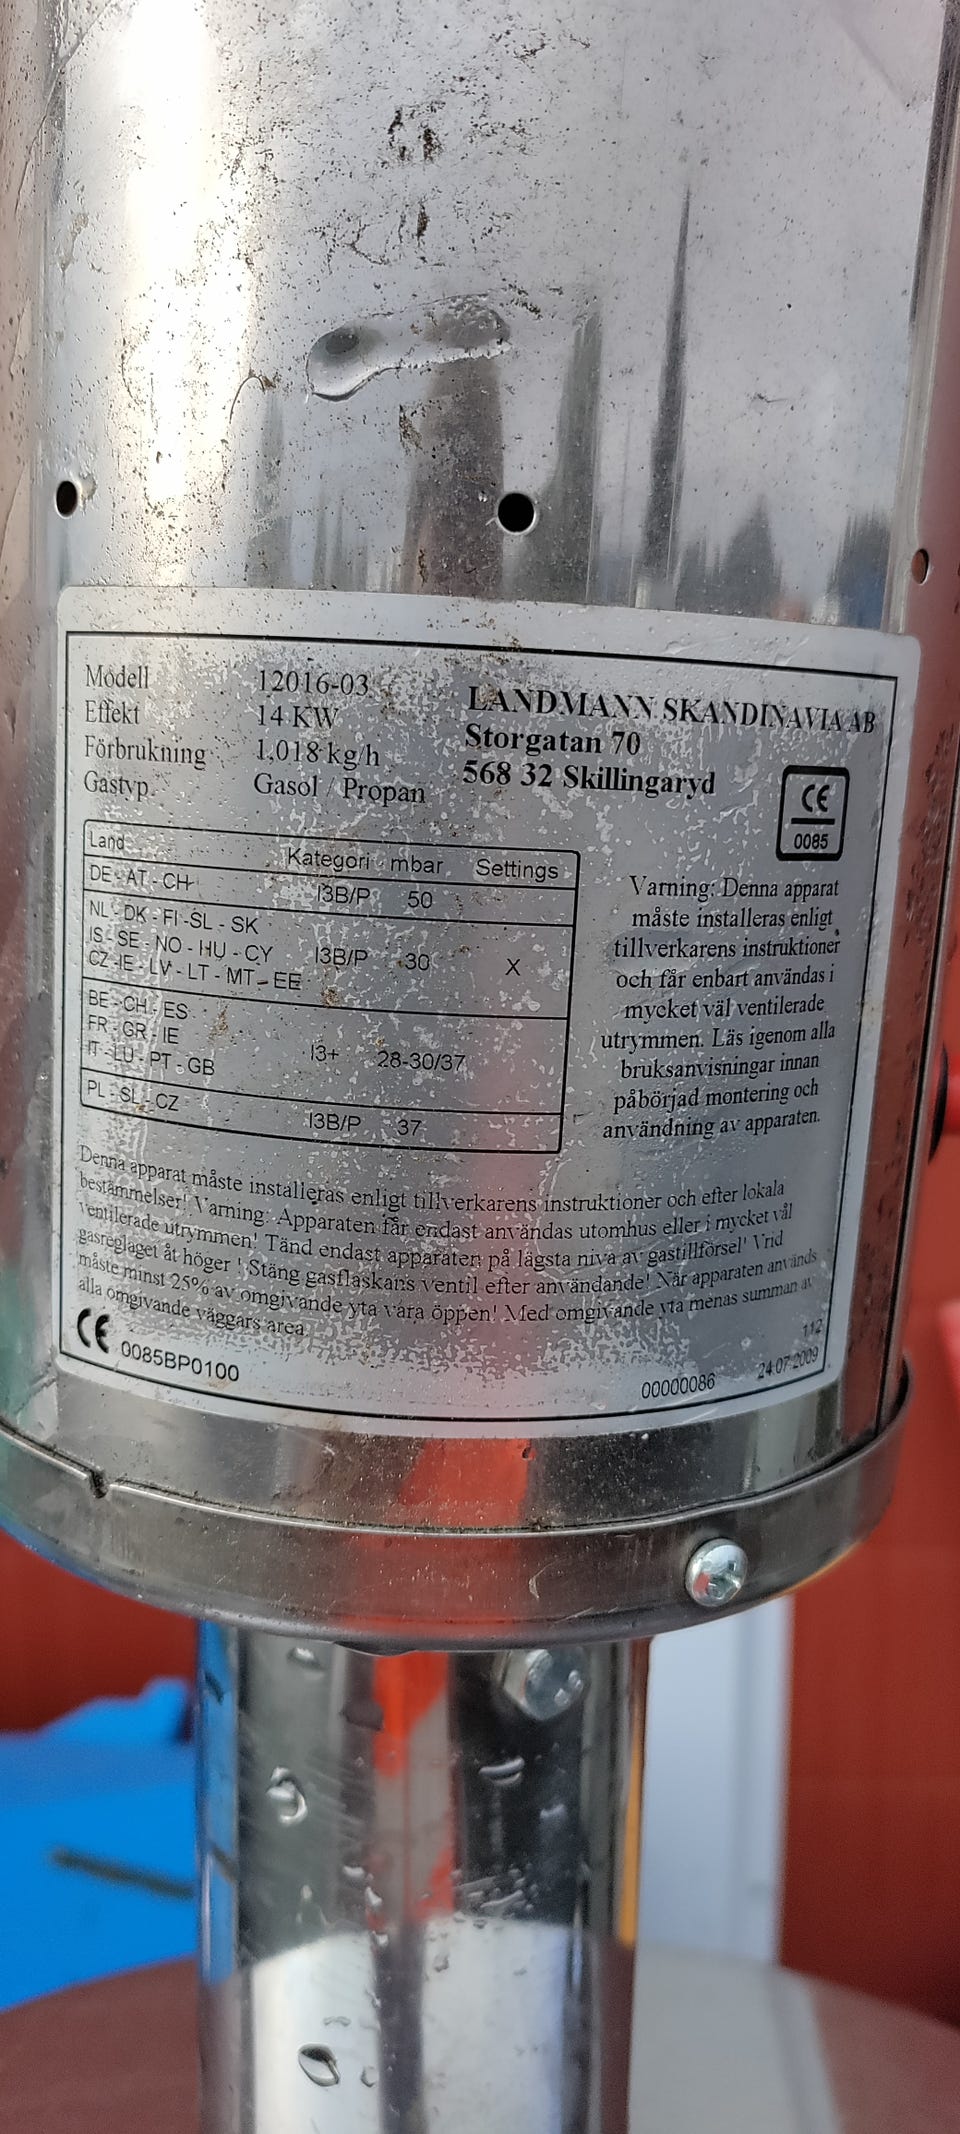 Modell 12016-03
Effekt 14 KW
Förbrukning 1,018 kg/h
Gastyp Gasol / Propan
LANDMANN SKANDINAVIA AB
Storgatan 70
568 32 Skillingaryd
CE
0085
Land Kategori mbar Settings
DE - AT - CH I3B/P 50
NL - DK - FI - SL - SK
IS - SE - NO - HU - CY I3B/P 30 X
CZ - IE - LV - LT - MT - EE
BE - CH - ES
FR - GR - IE I3+ 28-30/37
IT - LU - PT - GB
PL - SL - CZ I3B/P 37
Varning: Denna apparat
måste installeras enligt
tillverkarens instruktioner
och får enbart användas i
mycket väl ventilerade
utrymmen. Läs igenom alla
bruksanvisningar innan
påbörjad montering och
användning av apparaten.
Denna apparat måste installeras enligt tillverkarens instruktioner och efter lokala
bestämmelser! Varning: Apparaten får endast användas utomhus eller i mycket väl
ventilerade utrymmen! Tänd endast apparaten på lägsta niva av gastillförsel! Vrid
gasreglaget åt höger ! Stäng gasflaskans ventil efter användande! När apparaten används
måste minst 25% av omgivande yta vara öppen! Med omgivande yta menas summan av
alla omgivande väggars area.
CE 0085BP0100
00000086
112
24.07.2009